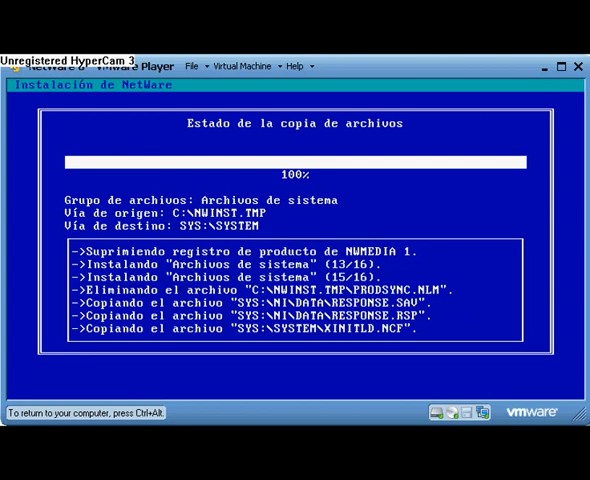 Unregistered HyperCam 3
VMware Player File Virtual Machine Help
Instalación de NetWare
Estado de la copia de archivos
100%
Grupo de archivos: Archivos de sistema
Vía de origen: C:\NWINST.TMP
Vía de destino: SYS:\SYSTEM
->Suprimiendo registro de producto de NWMEDIA 1.
->Instalando "Archivos de sistema" (13/16).
->Instalando "Archivos de sistema" (15/16).
->Eliminando el archivo "C:\NWINST.TMP\PRODSYNC.NLM".
->Copiando el archivo "SYS:\NI\DATA\RESPONSE.SAV".
->Copiando el archivo "SYS:\NI\DATA\RESPONSE.RSP".
->Copiando el archivo "SYS:\SYSTEM\XINITLD.NCF".
To return to your computer, press Ctrl+Alt.
vmware